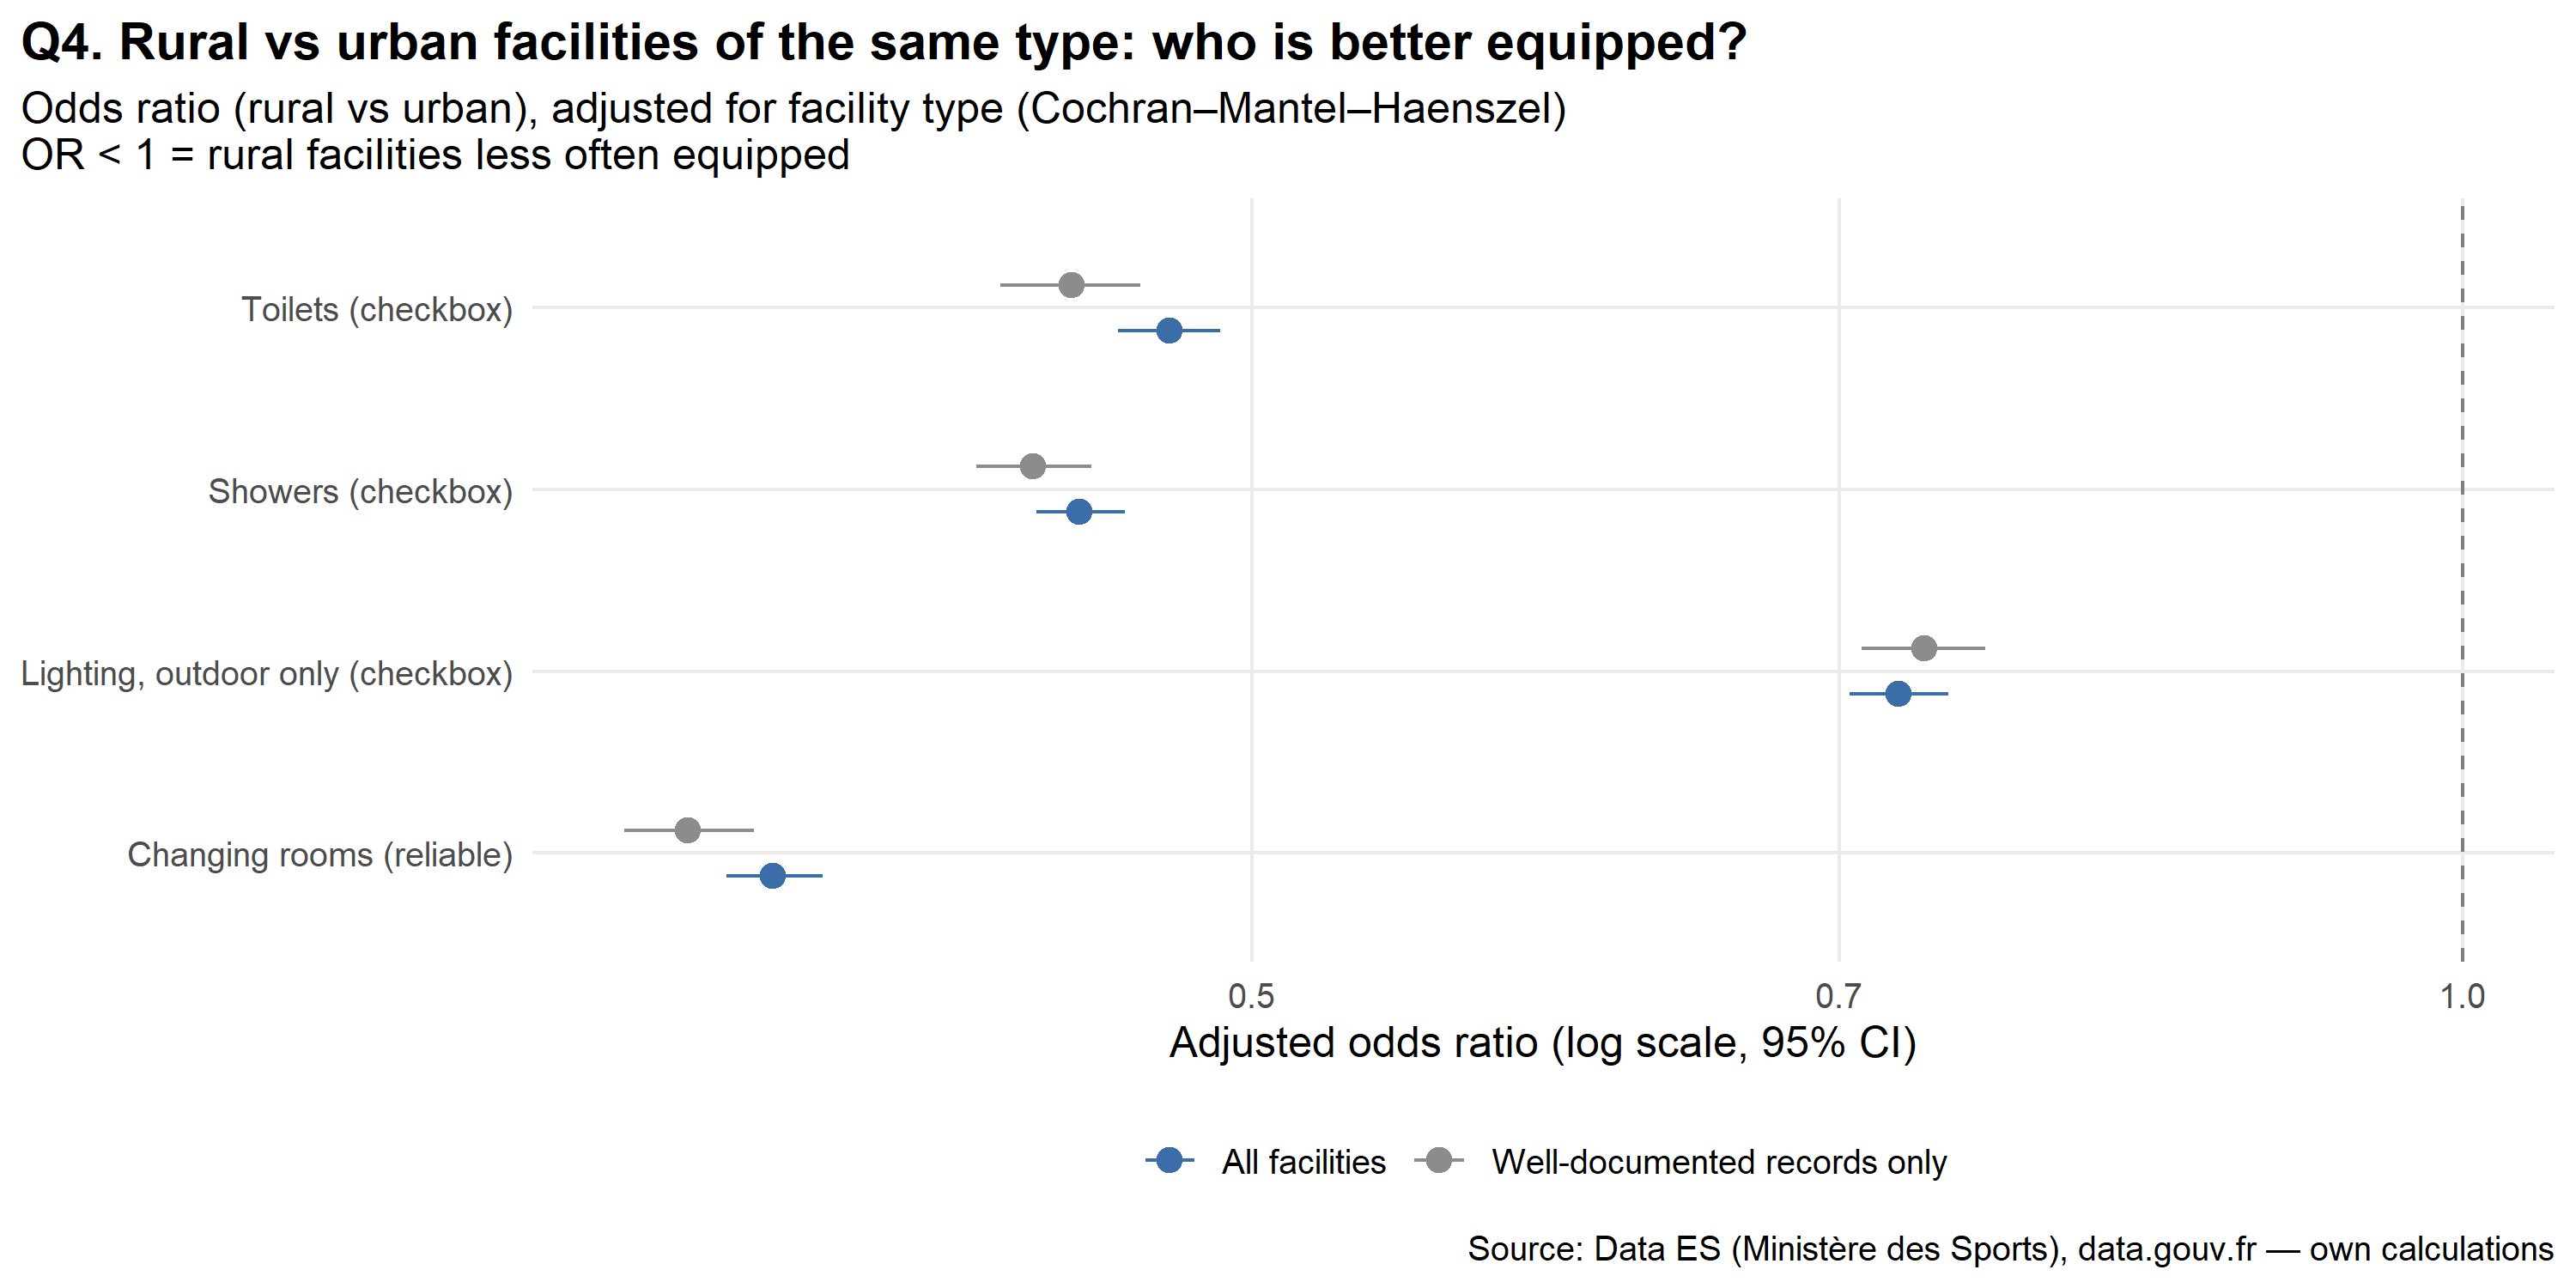 Q4. Rural vs urban facilities of the same type: who is better equipped?
Odds ratio (rural vs urban), adjusted for facility type (Cochran–Mantel–Haenszel)
OR < 1 = rural facilities less often equipped
Toilets (checkbox)
Showers (checkbox)
Lighting, outdoor only (checkbox)
Changing rooms (reliable)
0.5 0.7 1.0
Adjusted odds ratio (log scale, 95% CI)
All facilities Well-documented records only
Source: Data ES (Ministère des Sports), data.gouv.fr — own calculations